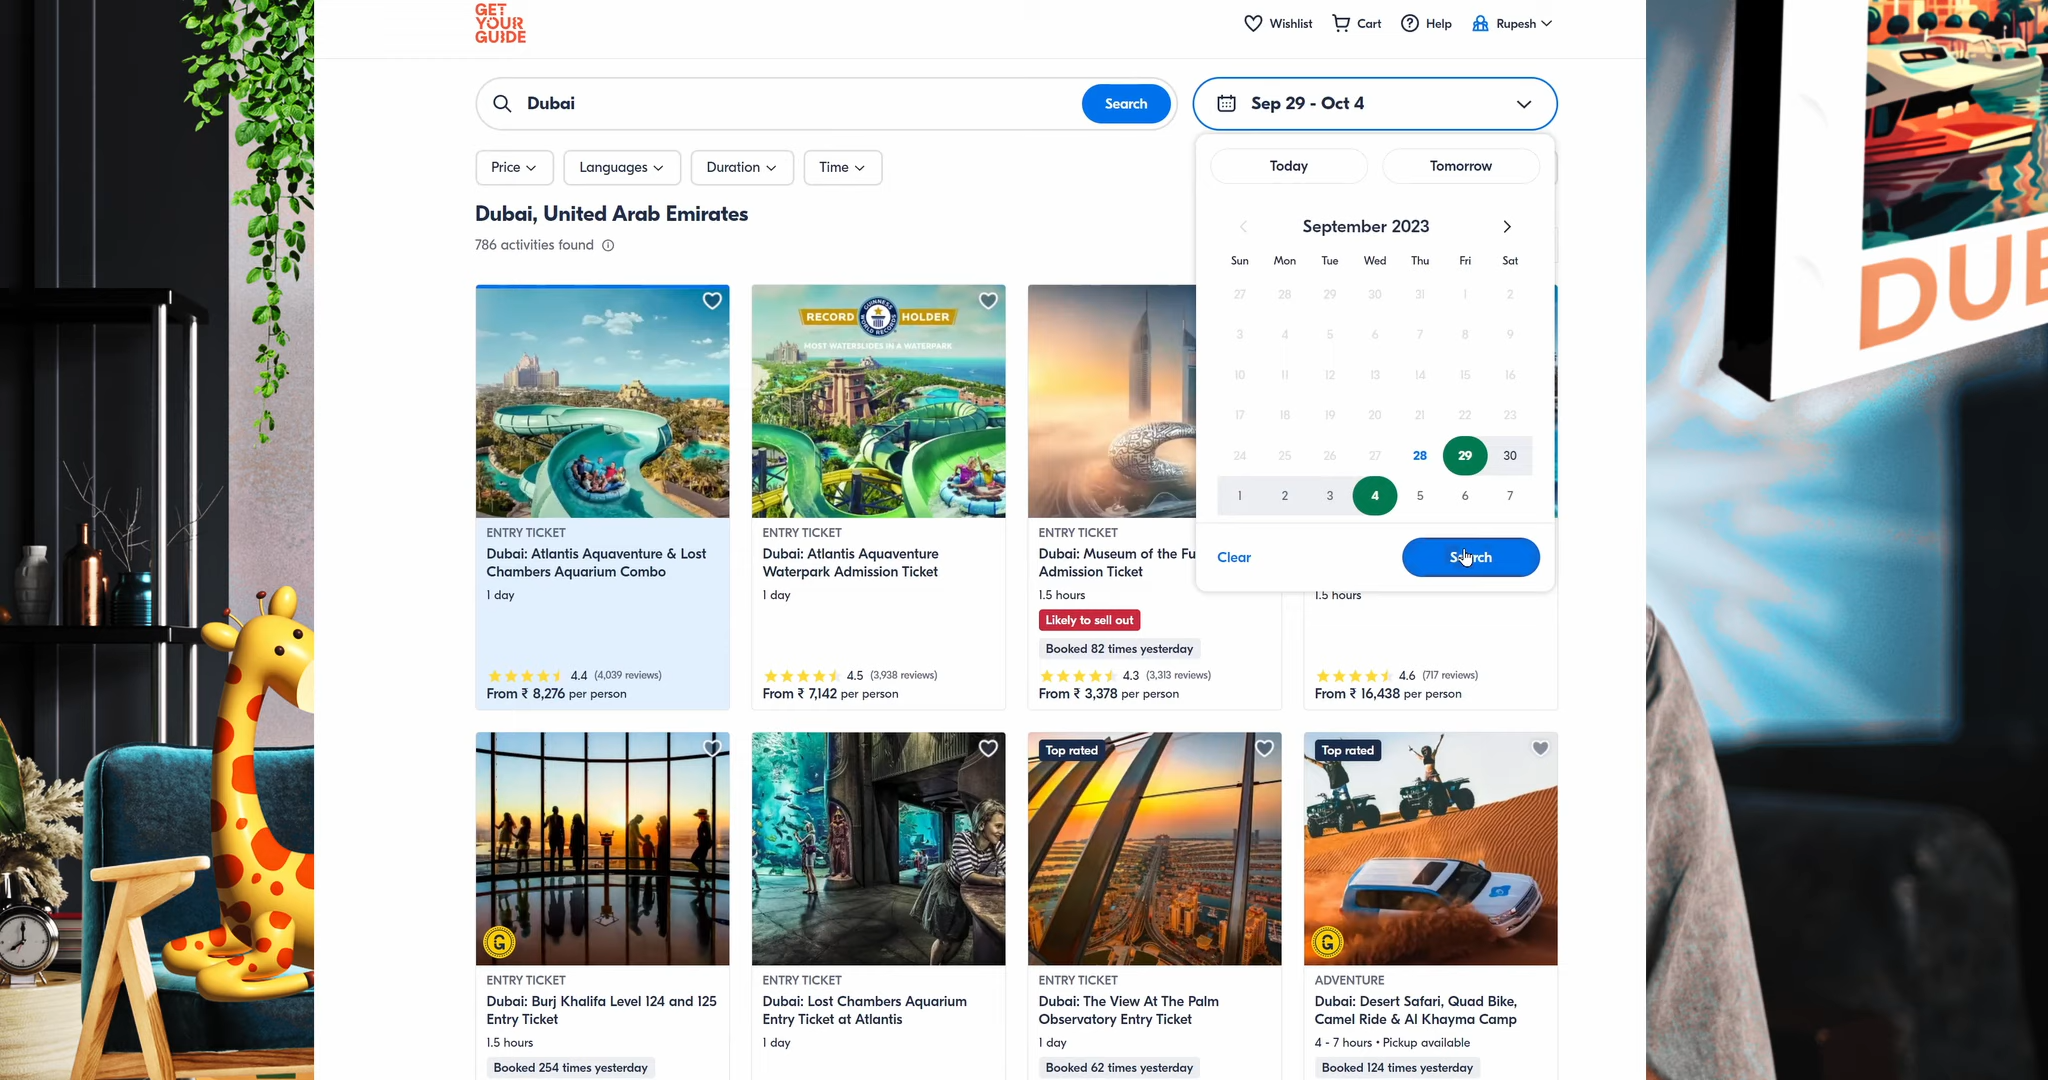 GET
YOUR
GUIDE
Wishlist
Cart
Help
Rupesh
Dubai
Search
Sep 29 - Oct 4
Price
Languages
Duration
Time
Today
Tomorrow
Dubai, United Arab Emirates
786 activities found
September 2023
Sun Mon Tue Wed Thu Fri Sat
27 28 29 30 31 1 2
3 4 5 6 7 8 9
10 11 12 13 14 15 16
17 18 19 20 21 22 23
24 25 26 27 28 29 30
1 2 3 4 5 6 7
Clear
Search
RECORD HOLDER
GUINNESS WORLD RECORDS
MOST WATERSLIDES IN A WATERPARK
ENTRY TICKET
Dubai: Atlantis Aquaventure & Lost
Chambers Aquarium Combo
1 day
4.4 (4,039 reviews)
From ₹ 8,276 per person
ENTRY TICKET
Dubai: Atlantis Aquaventure
Waterpark Admission Ticket
1 day
4.5 (3,938 reviews)
From ₹ 7,142 per person
ENTRY TICKET
Dubai: Museum of the Fu
Admission Ticket
1.5 hours
Likely to sell out
Booked 82 times yesterday
4.3 (3,313 reviews)
From ₹ 3,378 per person
1.5 hours
4.6 (717 reviews)
From ₹ 16,438 per person
G
ENTRY TICKET
Dubai: Burj Khalifa Level 124 and 125
Entry Ticket
1.5 hours
Booked 254 times yesterday
ENTRY TICKET
Dubai: Lost Chambers Aquarium
Entry Ticket at Atlantis
1 day
Top rated
ENTRY TICKET
Dubai: The View At The Palm
Observatory Entry Ticket
1 day
Booked 62 times yesterday
Top rated
G
ADVENTURE
Dubai: Desert Safari, Quad Bike,
Camel Ride & Al Khayma Camp
4 - 7 hours • Pickup available
Booked 124 times yesterday
DUB